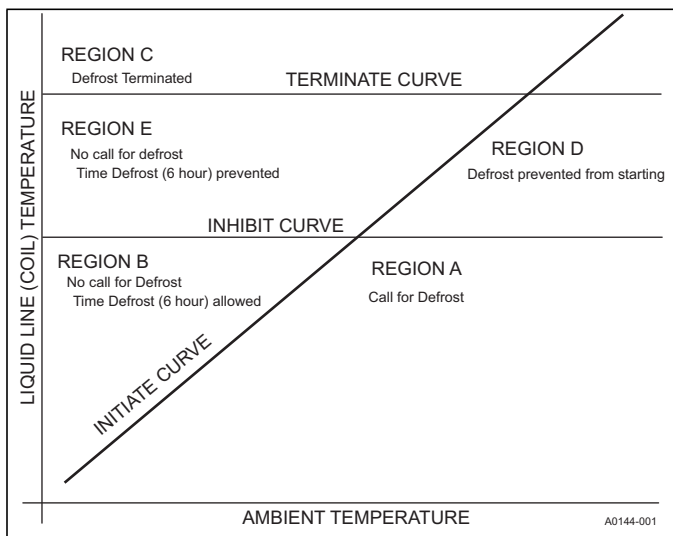 REGION C
Defrost Terminated
TERMINATE CURVE
REGION E
No call for defrost
Time Defrost (6 hour) prevented
REGION D
Defrost prevented from starting
INHIBIT CURVE
REGION B
No call for Defrost
Time Defrost (6 hour) allowed
REGION A
Call for Defrost
INITIATE CURVE
LIQUID LINE (COIL) TEMPERATURE
AMBIENT TEMPERATURE
A0144-001